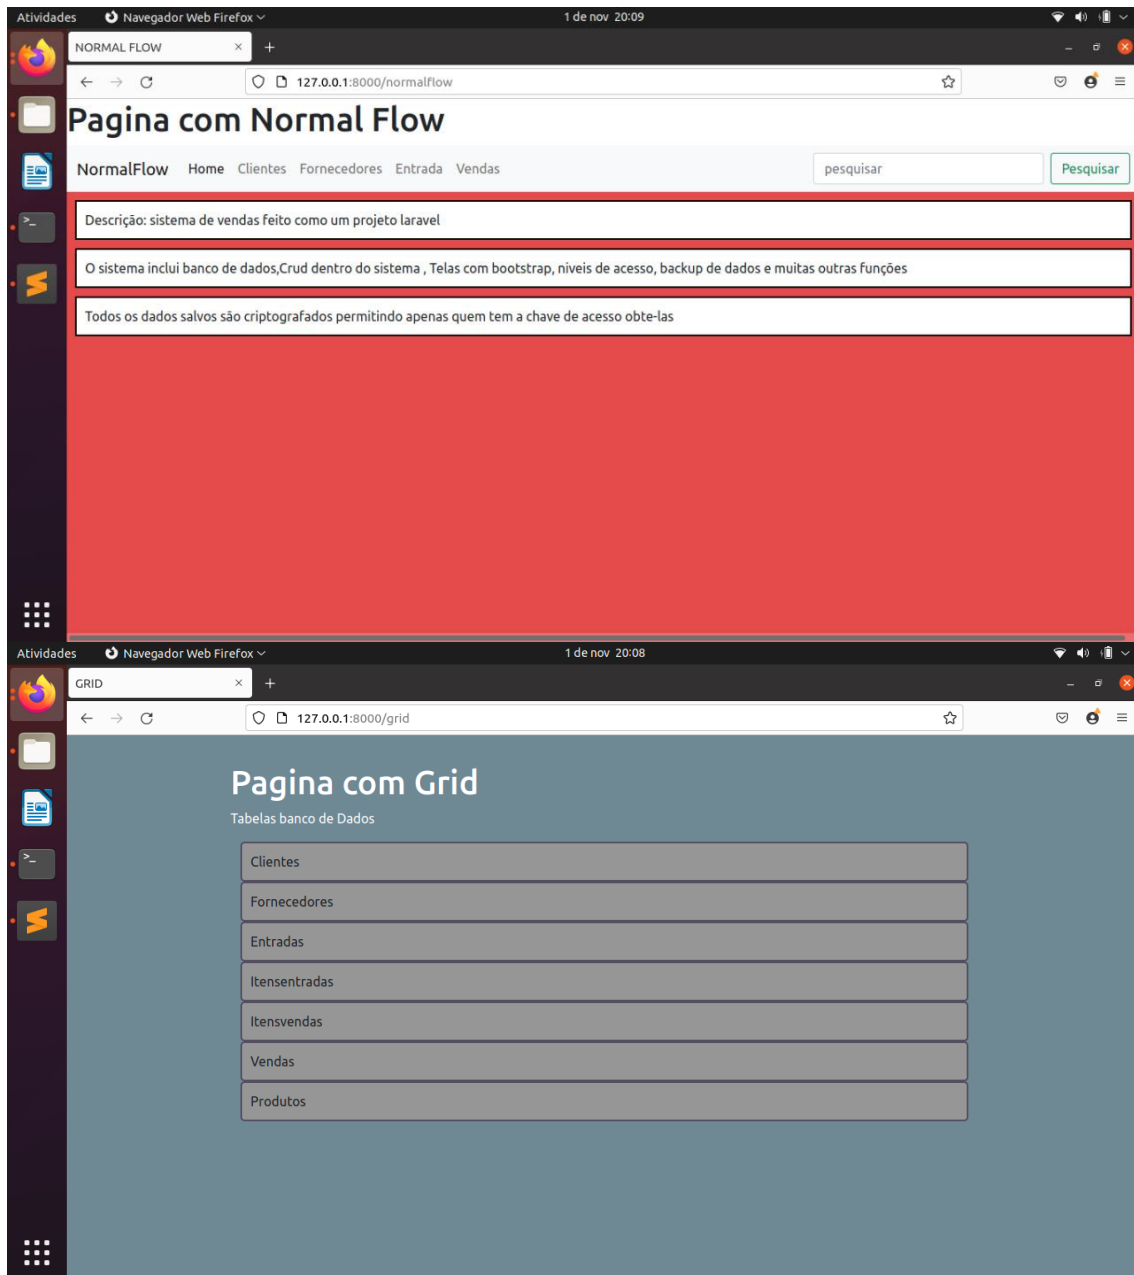 Atividades Navegador Web Firefox 1 de nov 20:09
NORMAL FLOW
127.0.0.1:8000/normalflow
Pagina com Normal Flow
NormalFlow Home Clientes Fornecedores Entrada Vendas pesquisar Pesquisar
Descrição: sistema de vendas feito como um projeto laravel
O sistema inclui banco de dados,Crud dentro do sistema , Telas com bootstrap, niveis de acesso, backup de dados e muitas outras funções
Todos os dados salvos são criptografados permitindo apenas quem tem a chave de acesso obte-las
Atividades Navegador Web Firefox 1 de nov 20:08
GRID
127.0.0.1:8000/grid
Pagina com Grid
Tabelas banco de Dados
Clientes
Fornecedores
Entradas
Itensentradas
Itensvendas
Vendas
Produtos